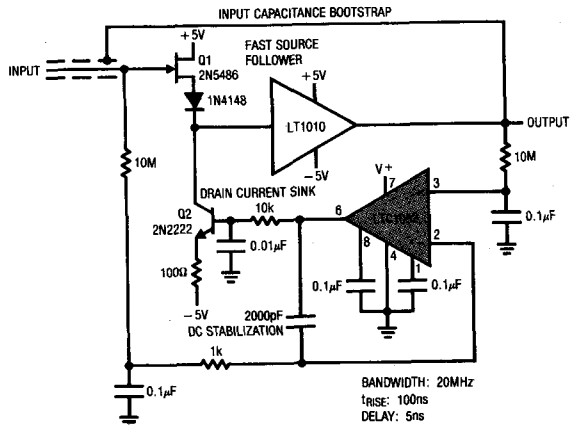 INPUT CAPACITANCE BOOTSTRAP
+5V
Q1
2N5486
INPUT
FAST SOURCE
FOLLOWER
1N4148
+5V
LT1010
-5V
OUTPUT
10M
10M
DRAIN CURRENT SINK
10k
Q2
2N2222
0.01µF
100Ω
-5V
V+
7
3
6
2
8
4
1
0.1µF
0.1µF
0.1µF
2000pF
DC STABILIZATION
1k
0.1µF
BANDWIDTH: 20MHz
tRISE: 100ns
DELAY: 5ns